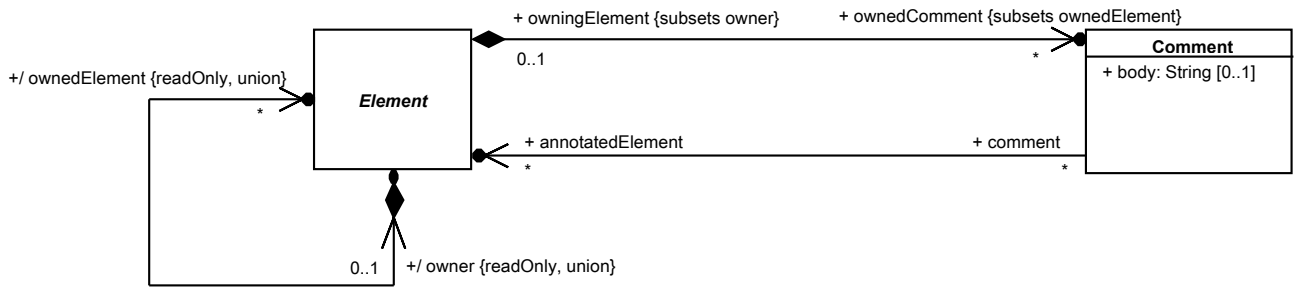 + owningElement {subsets owner}
+ ownedComment {subsets ownedElement}
0..1
*
Comment
+ body: String [0..1]
+/ ownedElement {readOnly, union}
*
Element
+ annotatedElement
+ comment
*
*
0..1
+/ owner {readOnly, union}